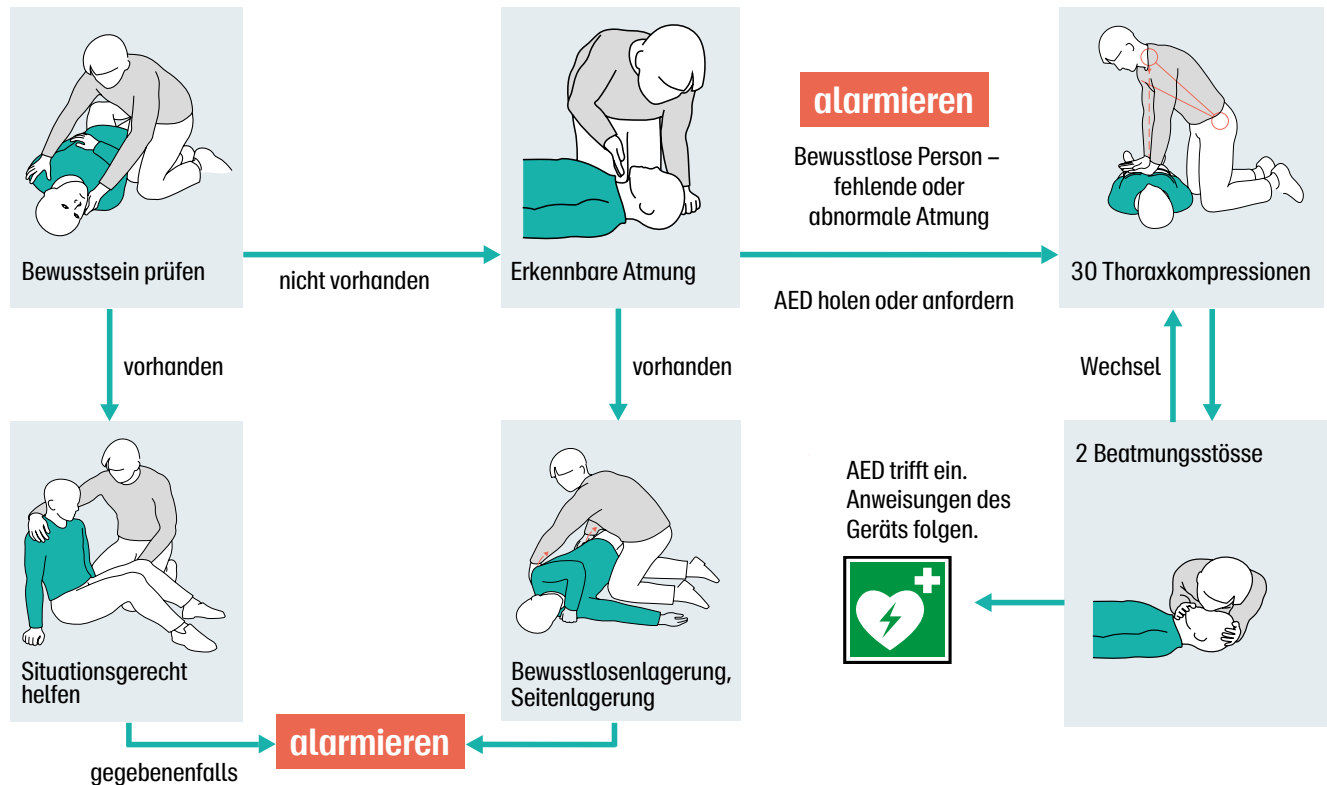 alarmieren
Bewusstlose Person –
fehlende oder
abnormale Atmung
Bewusstsein prüfen
nicht vorhanden
Erkennbare Atmung
AED holen oder anfordern
30 Thoraxkompressionen
vorhanden
vorhanden
Wechsel
2 Beatmungsstösse
AED trifft ein.
Anweisungen des
Geräts folgen.
Situationsgerecht
helfen
Bewusstlosenlagerung,
Seitenlagerung
alarmieren
gegebenenfalls